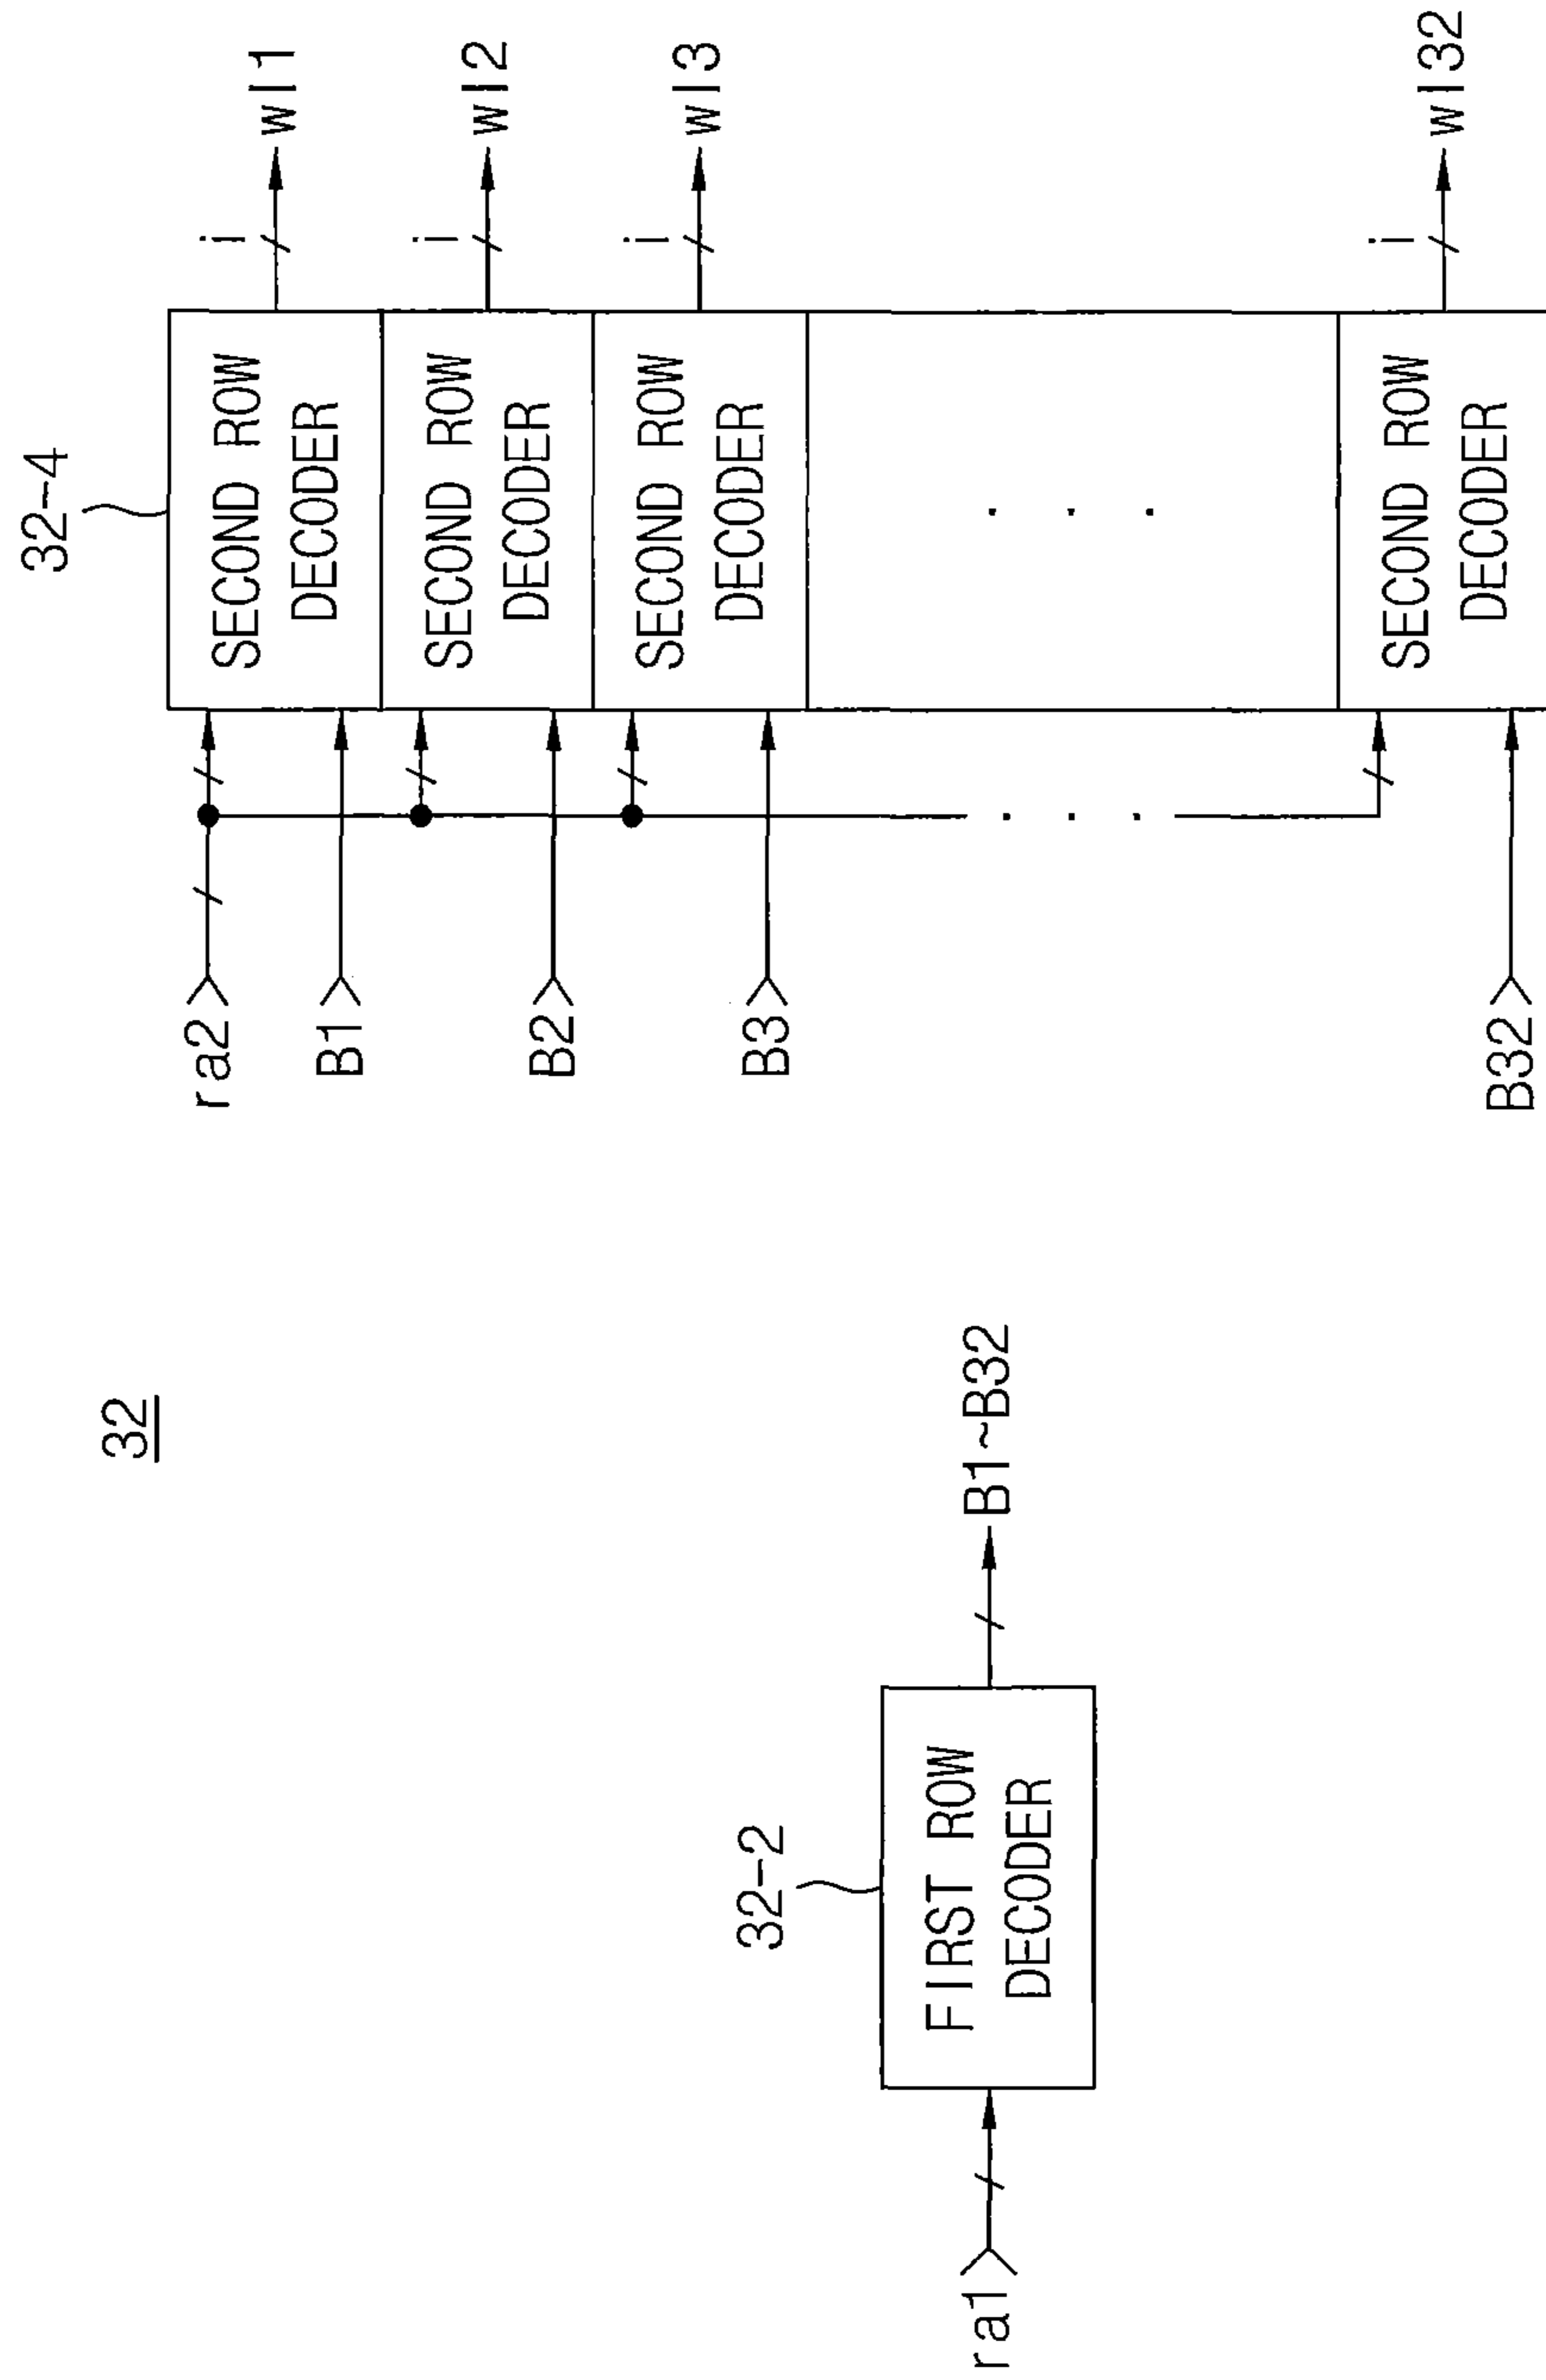 32
32-2
FIRST ROW
DECODER
ra1
B1~B32
32-4
ra2
B1
SECOND ROW
DECODER
i
wl1
B2
SECOND ROW
DECODER
i
wl2
B3
SECOND ROW
DECODER
i
wl3
. . .
. . .
B32
SECOND ROW
DECODER
i
wl32